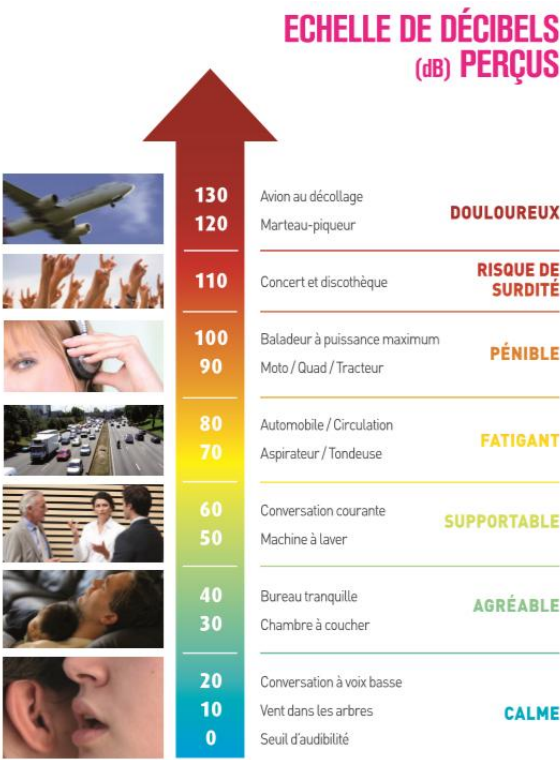 ECHELLE DE DÉCIBELS
(dB) PERÇUS
130 Avion au décollage
DOULOUREUX
120 Marteau-piqueur
RISQUE DE
110 Concert et discothèque
SURDITÉ
100 Baladeur à puissance maximum
PÉNIBLE
90 Moto / Quad / Tracteur
80 Automobile / Circulation
FATIGANT
70 Aspirateur / Tondeuse
60 Conversation courante
SUPPORTABLE
50 Machine à laver
40 Bureau tranquille
AGRÉABLE
30 Chambre à coucher
20 Conversation à voix basse
10 Vent dans les arbres
CALME
0 Seuil d'audibilité